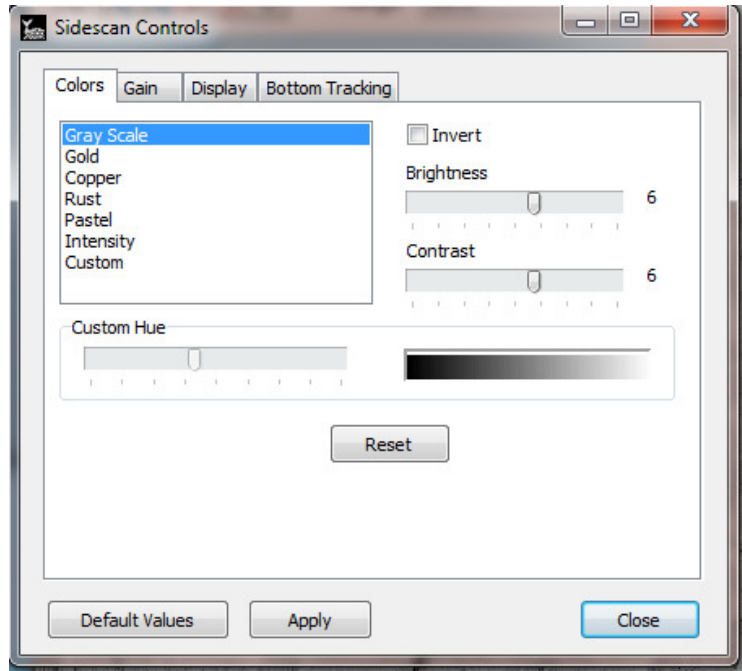 Sidescan Controls
Colors Gain Display Bottom Tracking
Gray Scale
Gold
Copper
Rust
Pastel
Intensity
Custom
Invert
Brightness
6
Contrast
6
Custom Hue
Reset
Default Values Apply Close